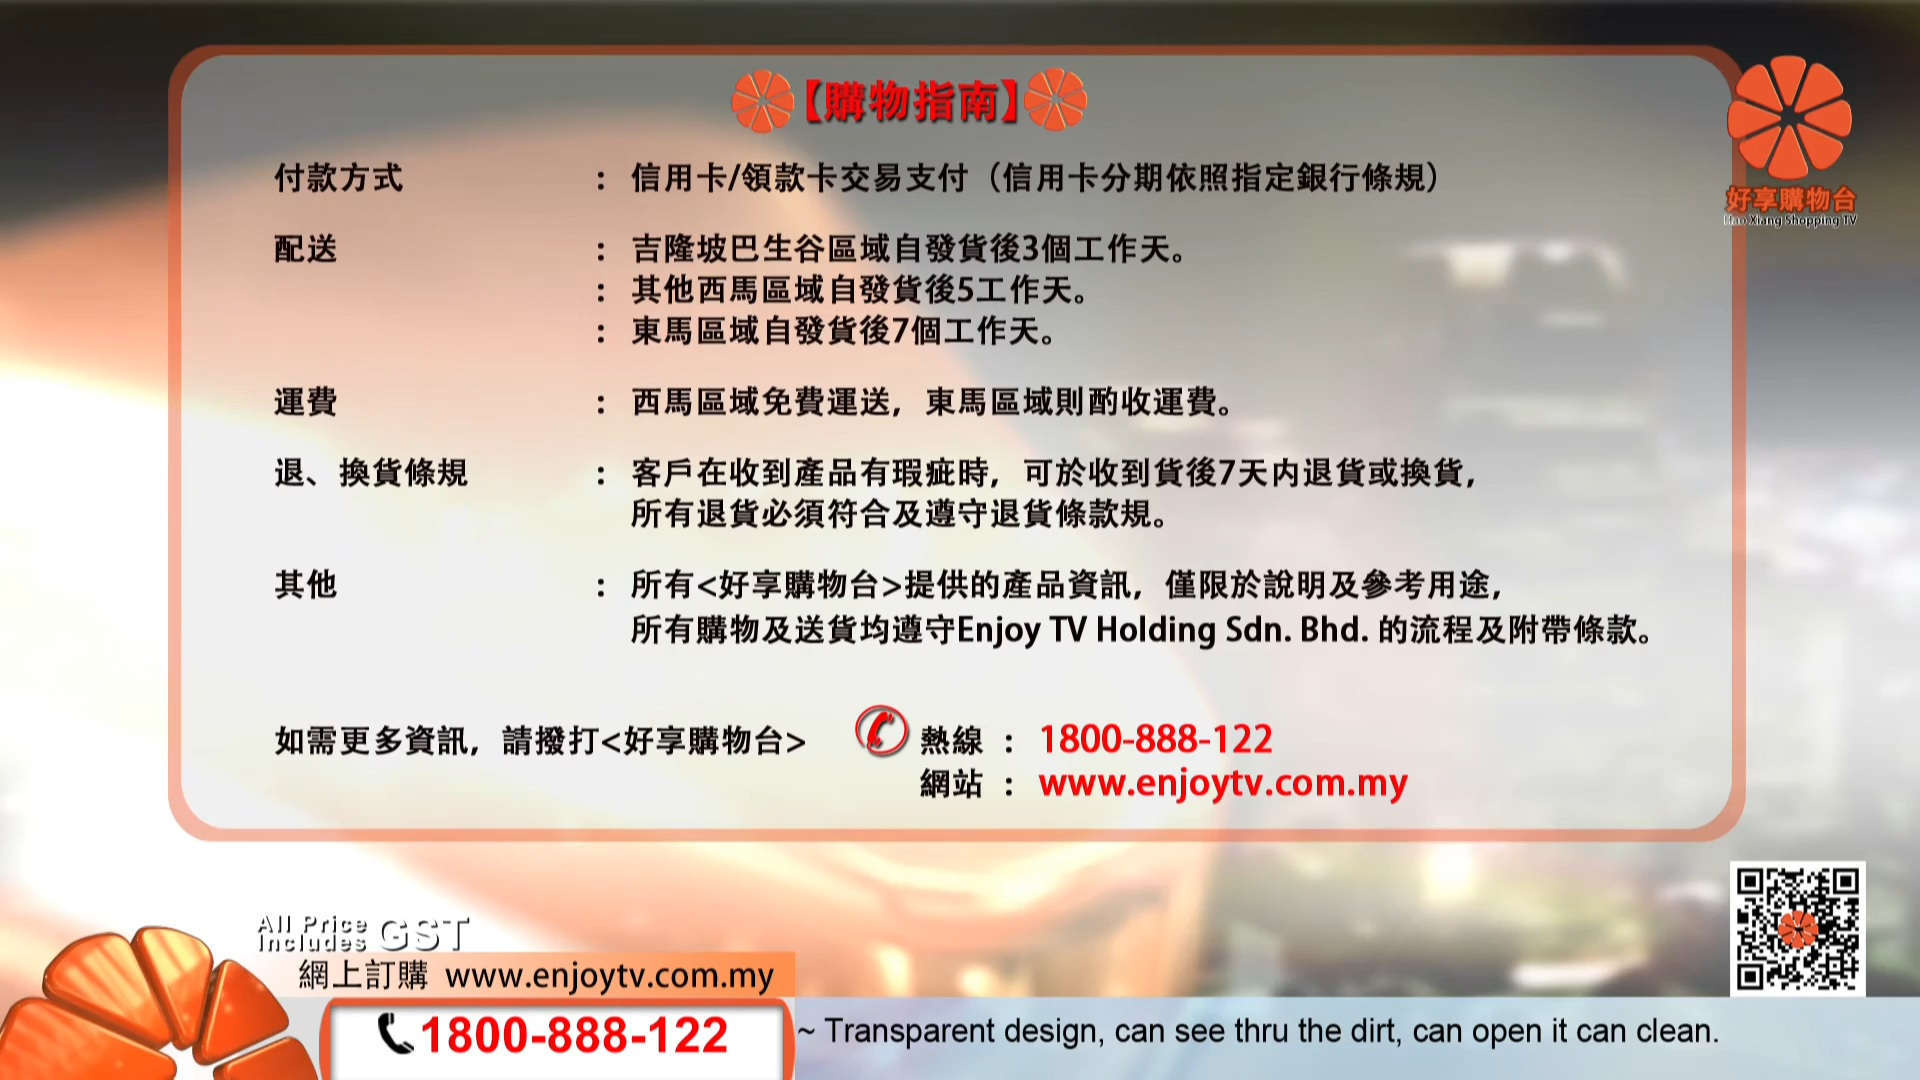 【購物指南】
好享購物台
Hao Xiang Shopping TV
付款方式 : 信用卡/領款卡交易支付（信用卡分期依照指定銀行條規）
配送 : 吉隆坡巴生谷區域自發貨後3個工作天。
: 其他西馬區域自發貨後5工作天。
: 東馬區域自發貨後7個工作天。
運費 : 西馬區域免費運送，東馬區域則酌收運費。
退、換貨條規 : 客戶在收到產品有瑕疵時，可於收到貨後7天内退貨或換貨，
所有退貨必須符合及遵守退貨條款規。
其他 : 所有<好享購物台>提供的產品資訊，僅限於說明及參考用途，
所有購物及送貨均遵守Enjoy TV Holding Sdn. Bhd. 的流程及附帶條款。
如需更多資訊，請撥打<好享購物台> 熱線 : 1800-888-122
網站 : www.enjoytv.com.my
All Price
includes GST
網上訂購 www.enjoytv.com.my
1800-888-122
~ Transparent design, can see thru the dirt, can open it can clean.